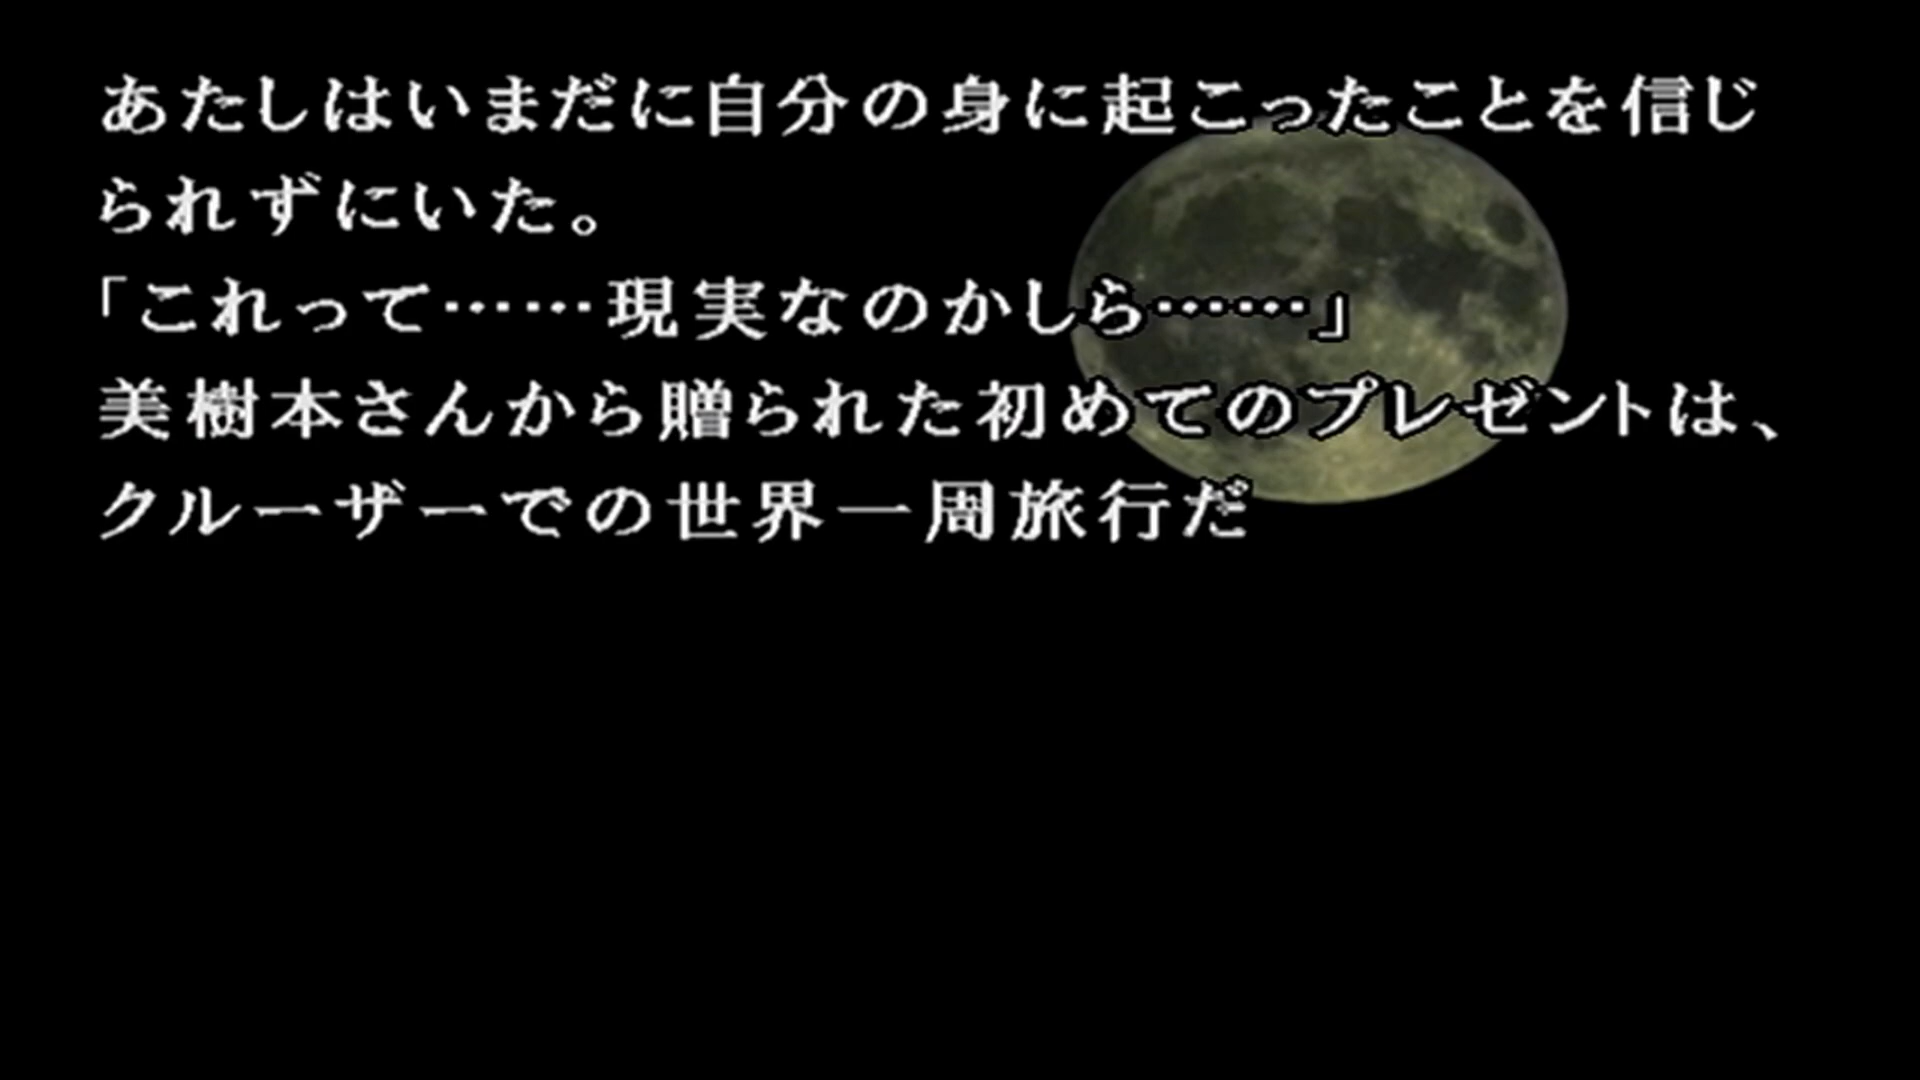 あたしはいまだに自分の身に起こったことを信じ
られずにいた。
「これって……現実なのかしら……」
美樹本さんから贈られた初めてのプレゼントは、
クルーザーでの世界一周旅行だ